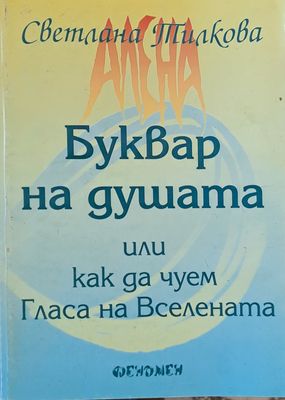 Светлана Тилкова
АЛЕНА
Буквар
на душата
или
как да чуем
Гласа на Вселената
ФЕНОМЕН